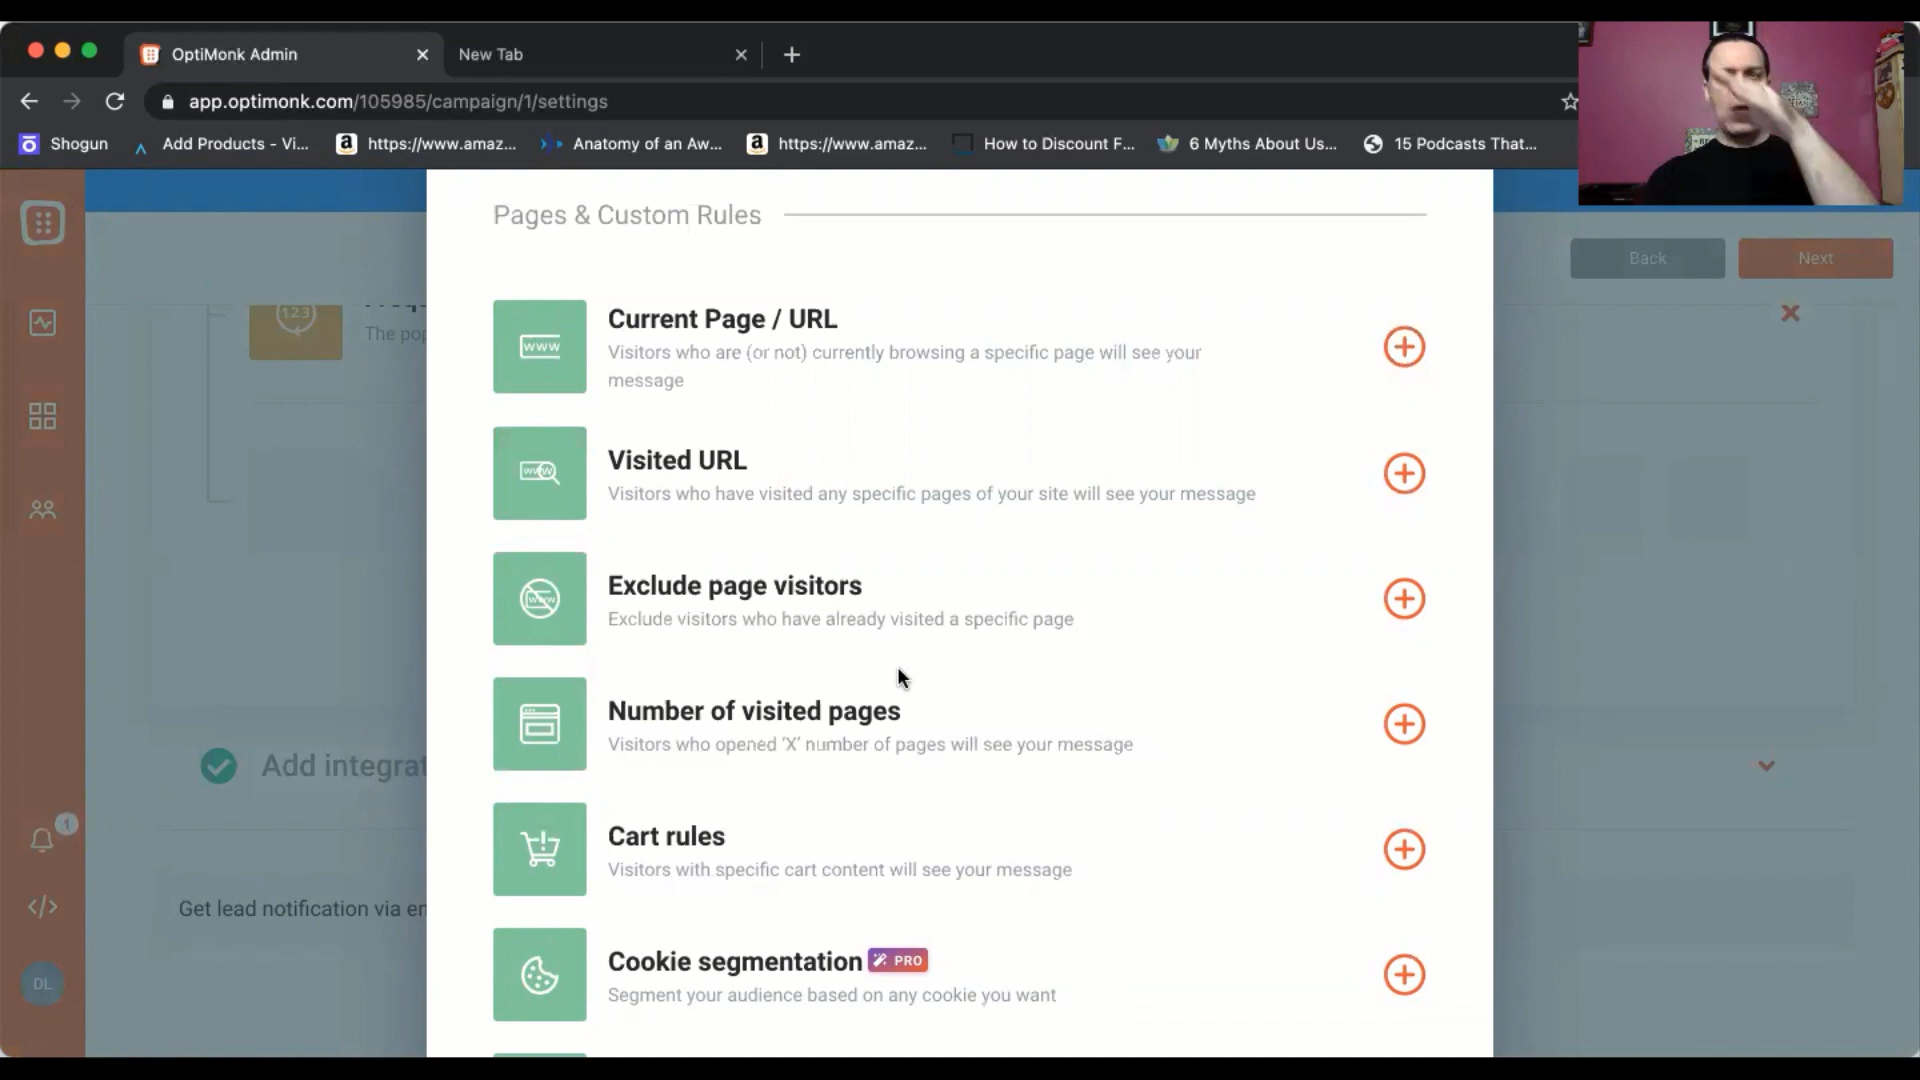 OptiMonk Admin
New Tab
app.optimonk.com/105985/campaign/1/settings
Shogun
Add Products - Vi...
https://www.amaz...
Anatomy of an Aw...
https://www.amaz...
How to Discount F...
6 Myths About Us...
15 Podcasts That...
Pages & Custom Rules
Back
Next
123
The pop
www
Current Page / URL
Visitors who are (or not) currently browsing a specific page will see your
message
www
Visited URL
Visitors who have visited any specific pages of your site will see your message
www
Exclude page visitors
Exclude visitors who have already visited a specific page
Number of visited pages
Visitors who opened 'X' number of pages will see your message
Add integrat
Cart rules
Visitors with specific cart content will see your message
1
Get lead notification via en
Cookie segmentation
PRO
Segment your audience based on any cookie you want
DL